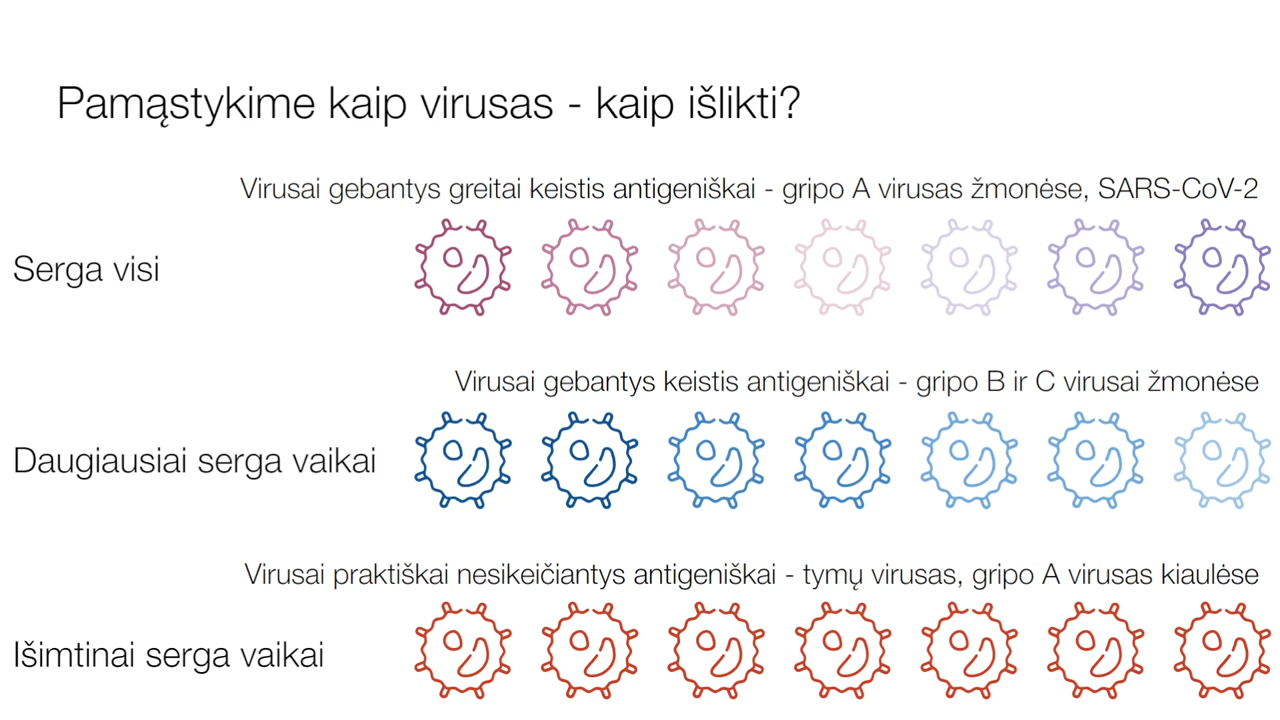 Pamąstykime kaip virusas - kaip išlikti?
Virusai gebantys greitai keistis antigeniškai - gripo A virusas žmonėse, SARS-CoV-2
Serga visi
Virusai gebantys keistis antigeniškai - gripo B ir C virusai žmonėse
Daugiausiai serga vaikai
Virusai praktiškai nesikeičiantys antigeniškai - tymų virusas, gripo A virusas kiaulėse
Išimtinai serga vaikai